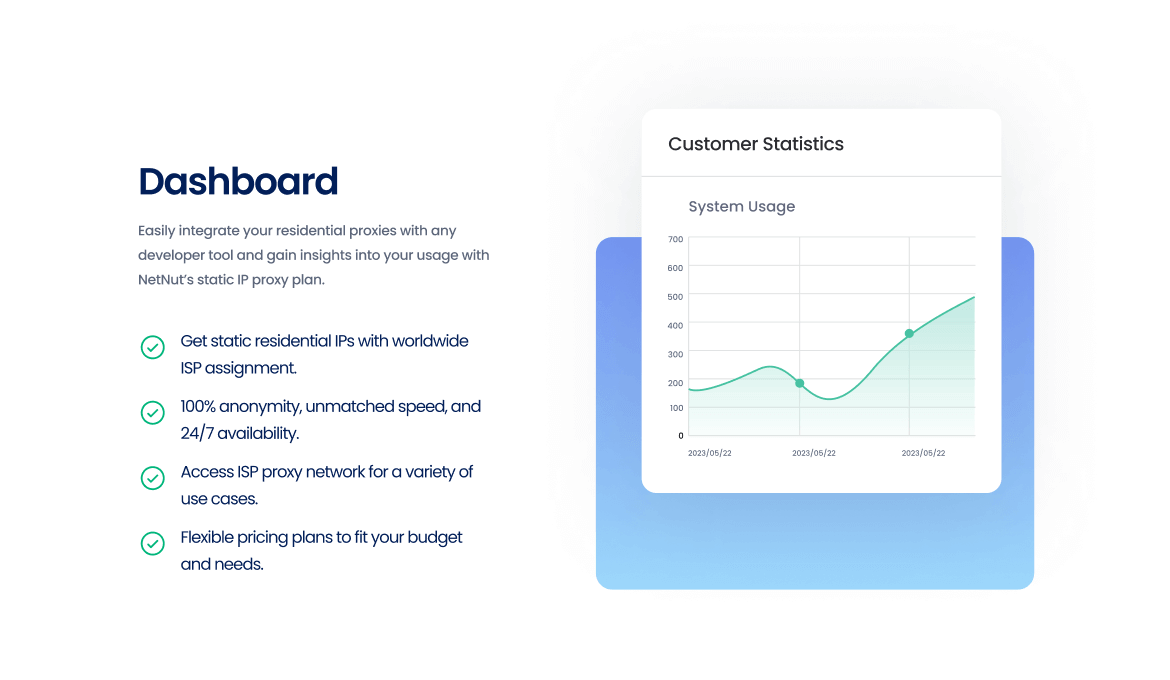 Dashboard
Easily integrate your residential proxies with any
developer tool and gain insights into your usage with
NetNut’s static IP proxy plan.
Get static residential IPs with worldwide
ISP assignment.
100% anonymity, unmatched speed, and
24/7 availability.
Access ISP proxy network for a variety of
use cases.
Flexible pricing plans to fit your budget
and needs.
Customer Statistics
System Usage
700
600
500
400
300
200
100
0
2023/05/22 2023/05/22 2023/05/22